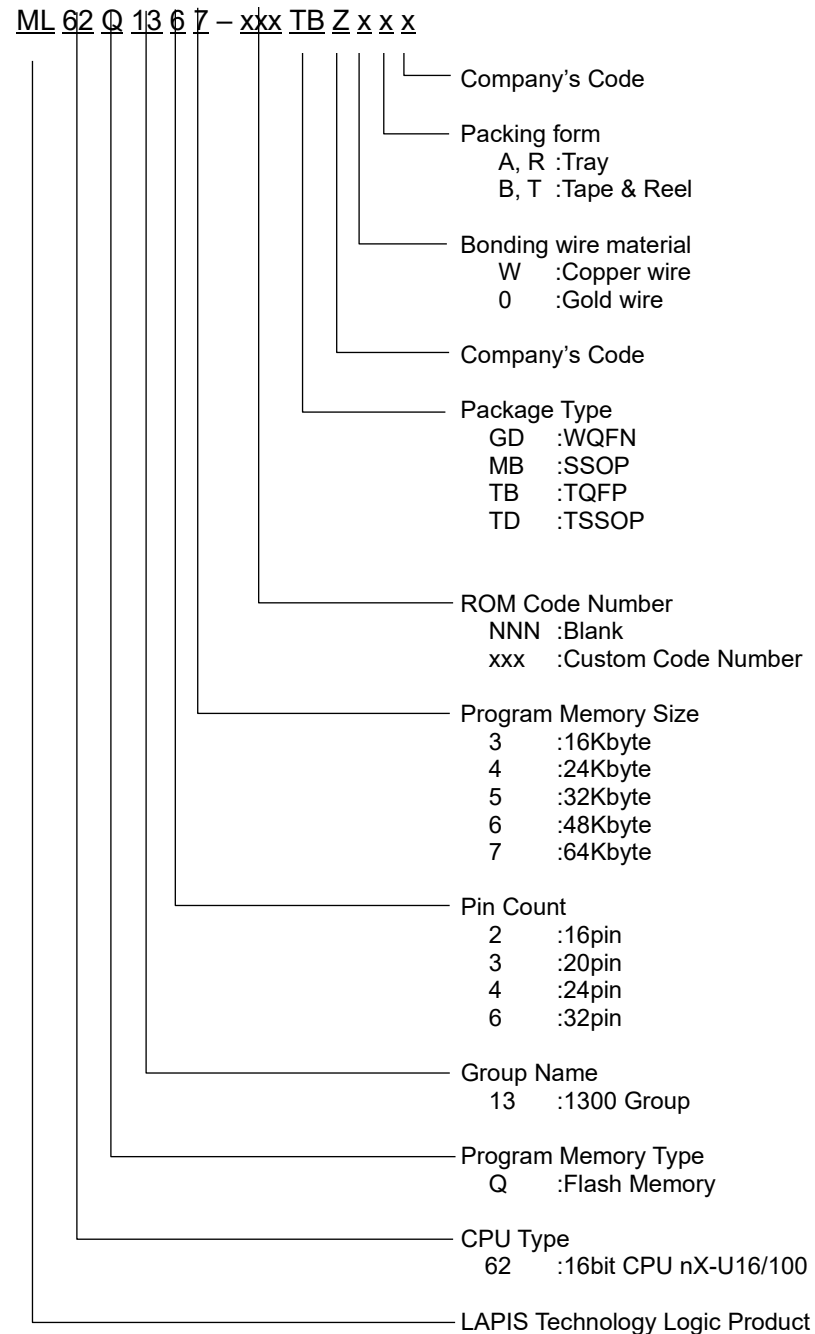 ML 62 Q 13 6 7 – xxx TB Z x x x
Company's Code
Packing form
A, R :Tray
B, T :Tape & Reel
Bonding wire material
W :Copper wire
0 :Gold wire
Company's Code
Package Type
GD :WQFN
MB :SSOP
TB :TQFP
TD :TSSOP
ROM Code Number
NNN :Blank
xxx :Custom Code Number
Program Memory Size
3 :16Kbyte
4 :24Kbyte
5 :32Kbyte
6 :48Kbyte
7 :64Kbyte
Pin Count
2 :16pin
3 :20pin
4 :24pin
6 :32pin
Group Name
13 :1300 Group
Program Memory Type
Q :Flash Memory
CPU Type
62 :16bit CPU nX-U16/100
LAPIS Technology Logic Product